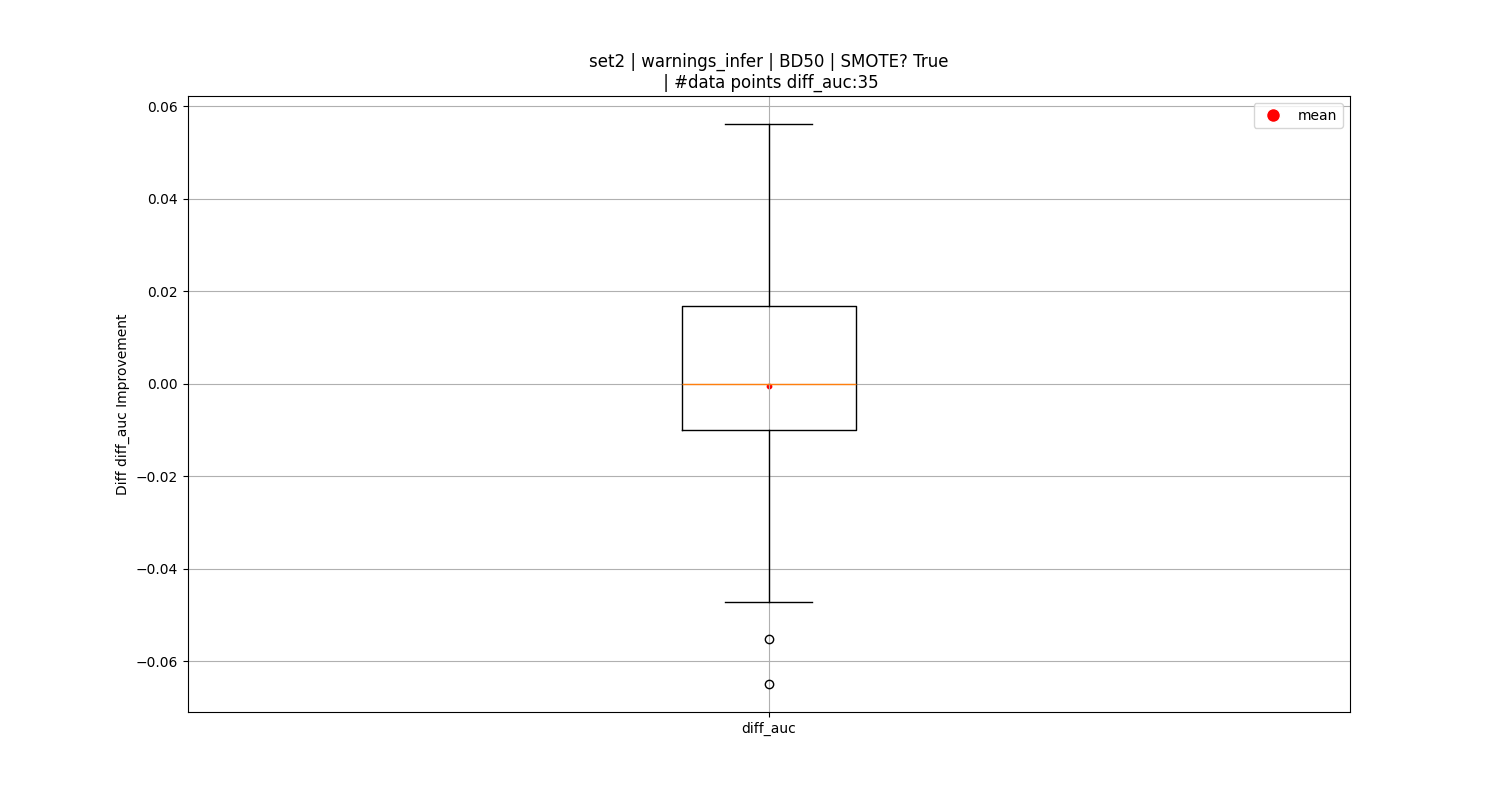 set2 | warnings_infer | BD50 | SMOTE? True
| #data points diff_auc:35
mean
0.06
0.04
0.02
0.00
−0.02
−0.04
−0.06
Diff diff_auc Improvement
diff_auc